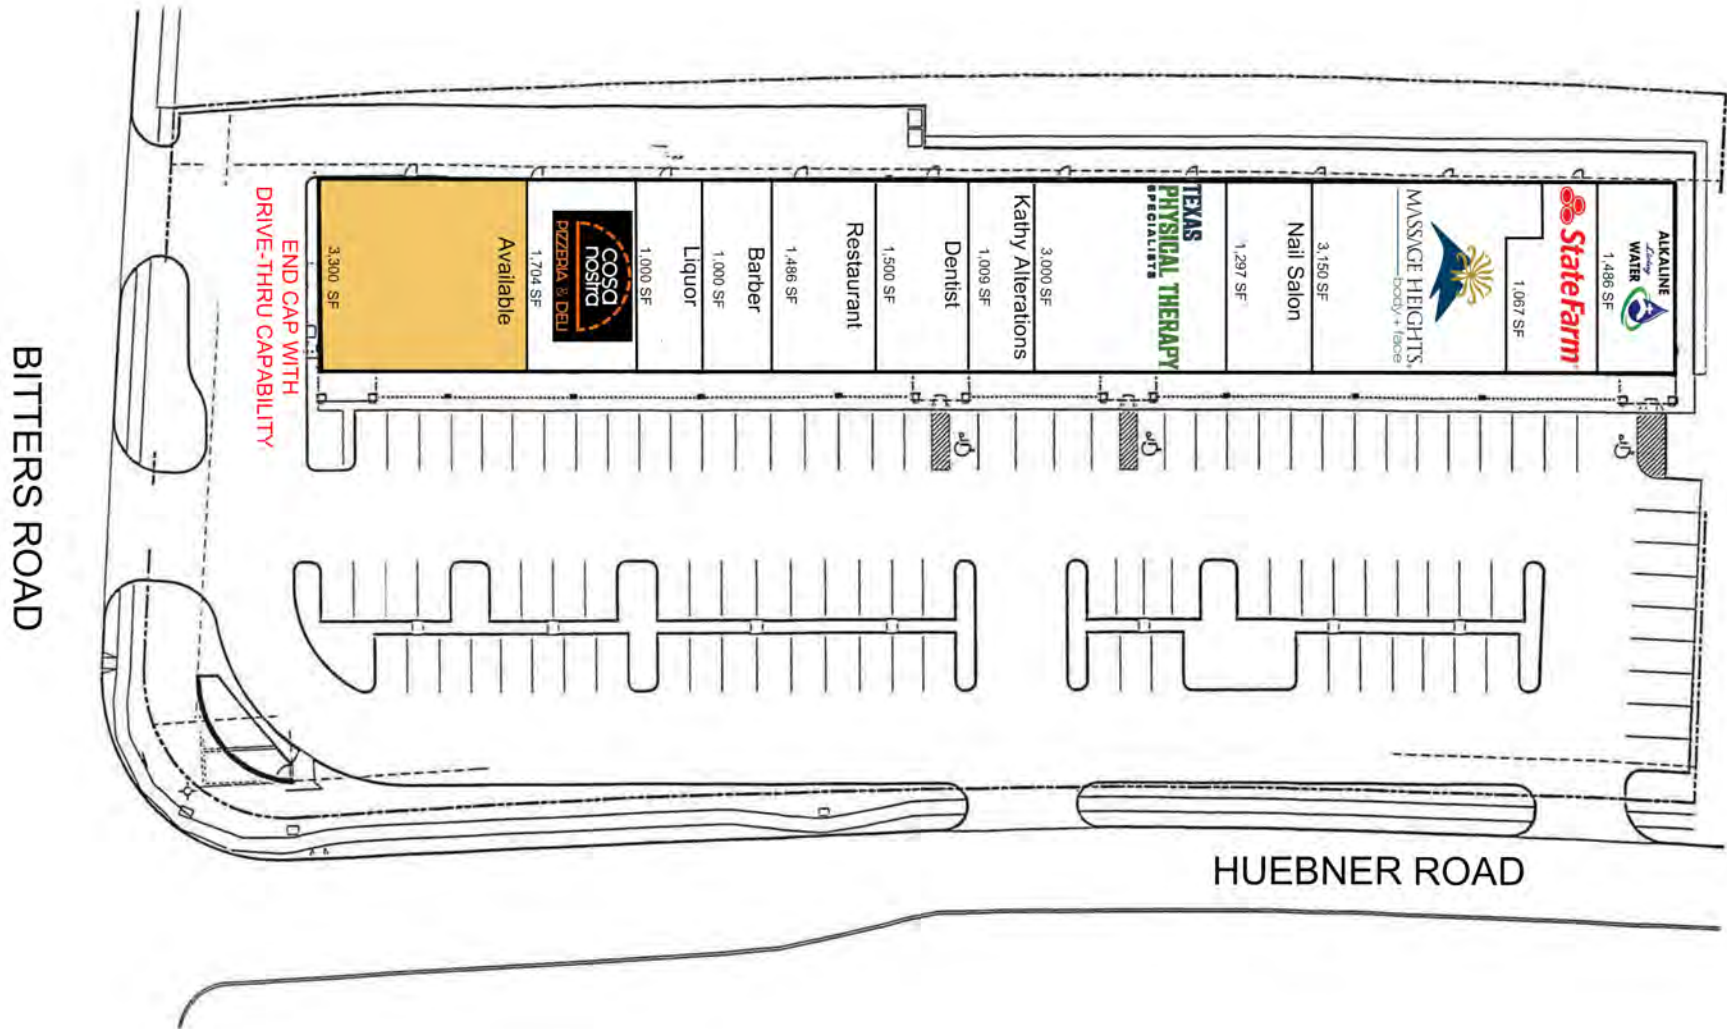 ALKALINE
Living
WATER
1,486 SF
StateFarm
1,067 SF
MASSAGE HEIGHTS.
body + face
3,150 SF
Nail Salon
1,297 SF
TEXAS
PHYSICAL THERAPY
SPECIALISTS
3,000 SF
Kathy Alterations
1,009 SF
Dentist
1,500 SF
Restaurant
1,486 SF
Barber
1,000 SF
Liquor
1,000 SF
cosa
nostra
PIZZERIA & DELI
1,704 SF
Available
3,300 SF
END CAP WITH
DRIVE-THRU CAPABILITY
BITTERS ROAD
HUEBNER ROAD